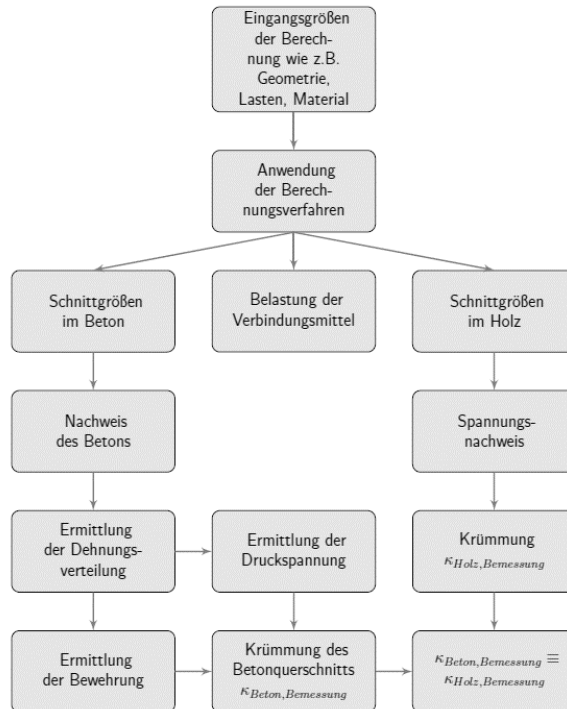 Eingangsgrößen
der Berech-
nung wie z.B.
Geometrie,
Lasten, Material
Anwendung
der Berech-
nungsverfahren
Schnittgrößen
im Beton
Belastung der
Verbindungsmittel
Schnittgrößen
im Holz
Nachweis
des Betons
Spannungs-
nachweis
Ermittlung
der Dehnungs-
verteilung
Ermittlung der
Druckspannung
Krümmung
κHolz,Bemessung
Ermittlung
der Bewehrung
Krümmung des
Betonquerschnitts
κBeton,Bemessung
κBeton,Bemessung ≡
κHolz,Bemessung